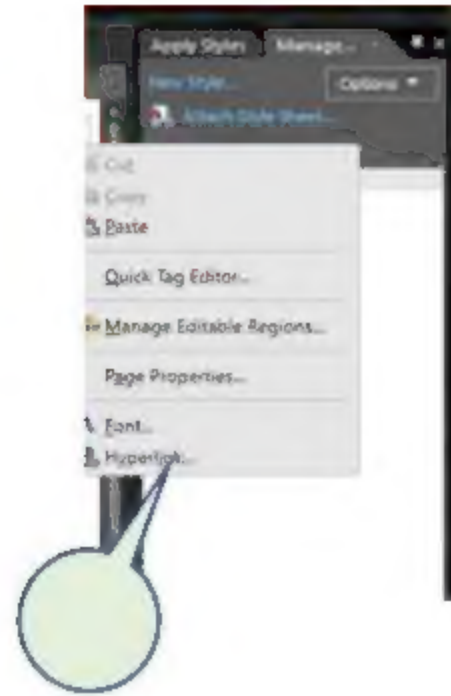 Apply Styles Manage...
New Style... Options
Attach Style Sheet...
Cut
Copy
Paste
Quick Tag Editor...
Manage Editable Regions...
Page Properties...
Font...
Hyperlink...